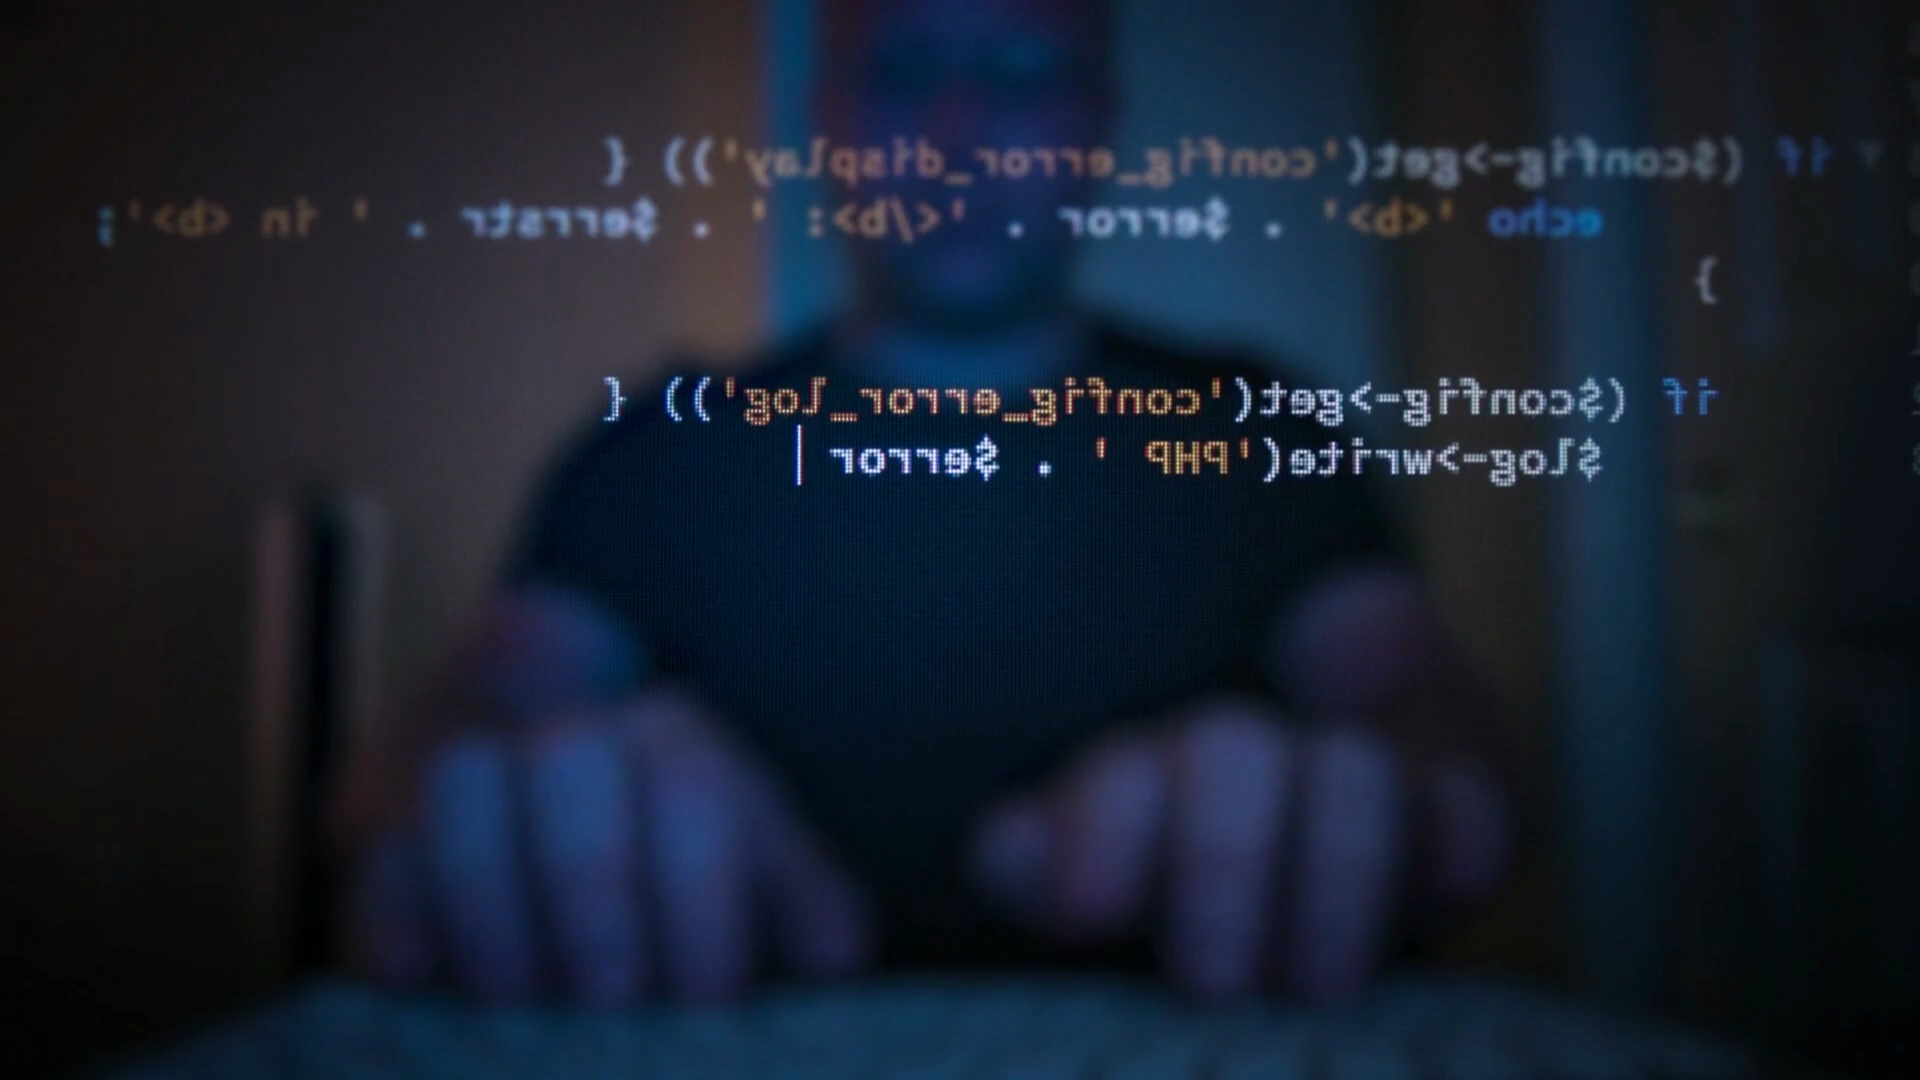 if ($config->get('config_error_display')) {
echo '<b>' . $error . '<\/b>: ' . $errstr . ' in <b>';
}
if ($config->get('config_error_log')) {
$log->write('PHP ' . $error